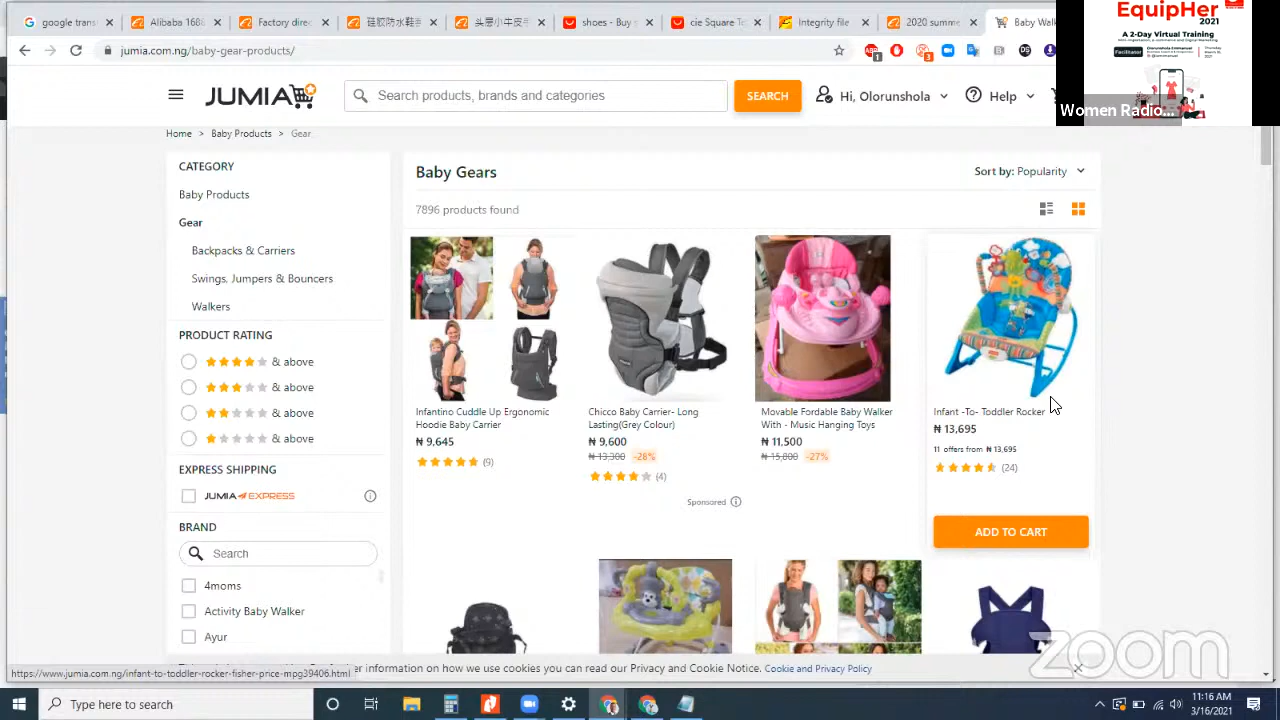 google trans
Alibaba 1688
Factory direc
shoes - Buy s
cie Square Te
Integrity.file
2020 summe
Baby Walk
jumia.com.ng/baby-gear-products/
ABP
1
3
EquipHer
2021
A 2-Day Virtual Training
Facilitator
Olorunshola Emmanuel
Women Radio...
JUMIA
Search products, brands and categories
SEARCH
Hi, Olorunshola
Help
Home > Baby Products > Gear
CATEGORY
Baby Products
Gear
Backpacks & Carriers
Swings, Jumpers & Bouncers
Walkers
PRODUCT RATING
& above
& above
& above
& above
EXPRESS SHIPPING
JUMIA EXPRESS
BRAND
Search
4moms
Activity Baby Walker
Ayur
Baby Gears
Sort by: Popularity
7896 products found
Infantino Cuddle Up Ergonomic
Hoodie Baby Carrier
₦ 9,645
(9)
Chicco Baby Carrier- Long
Lasting(Grey Colour)
₦ 9,600
₦ 13,300 -28%
(4)
Movable Fordable Baby Walker
With - Music Hanging Toys
₦ 11,500
₦ 15,800 -27%
Infant -To- Toddler Rocker
₦ 13,695
11 offers from ₦ 13,695
(24)
ADD TO CART
Sponsored
zoom
https://www.jumia.com.ng/infant-to-toddler-rocker-fisher-price-mpg39406.html
er information on how we use cookies you can read our Privacy and Cookie Notice. Cookie and Privacy Policy
Type here to search
11:16 AM
3/16/2021